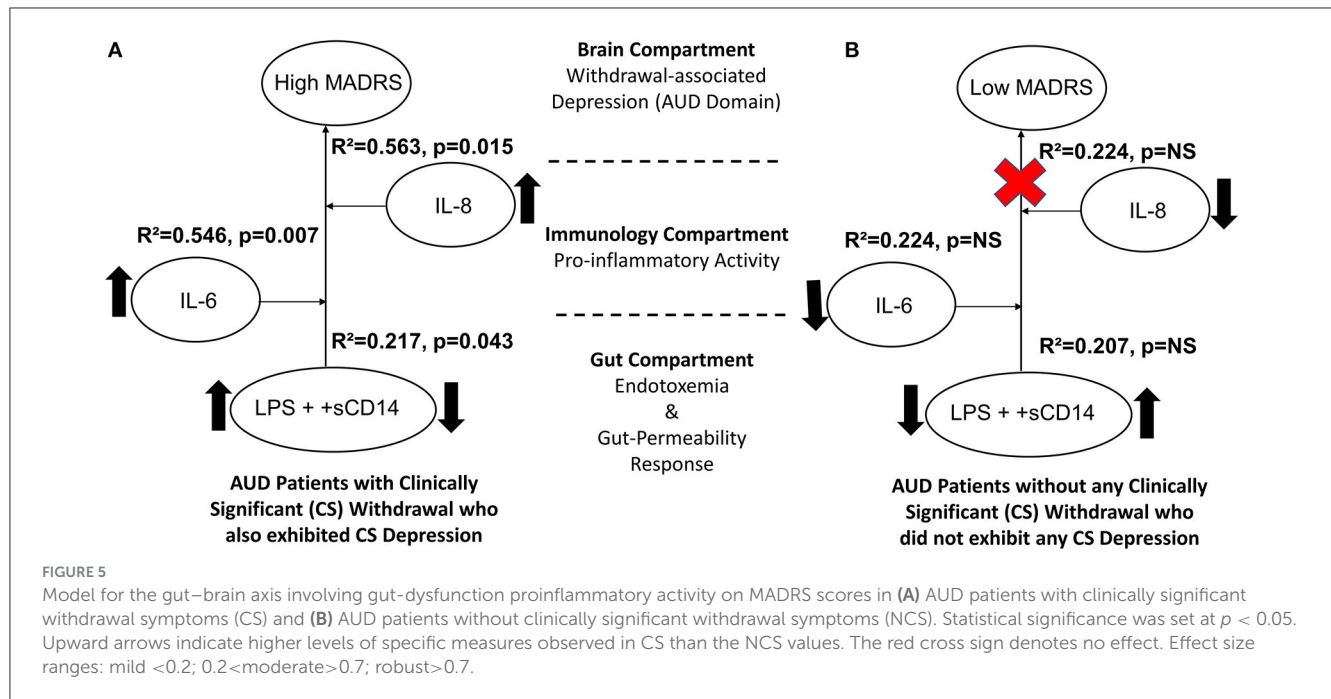 A
High MADRS
R²=0.563, p=0.015
IL-8
R²=0.546, p=0.007
IL-6
R²=0.217, p=0.043
LPS + +sCD14
AUD Patients with Clinically
Significant (CS) Withdrawal who
also exhibited CS Depression
Brain Compartment
Withdrawal-associated
Depression (AUD Domain)
Immunology Compartment
Pro-inflammatory Activity
Gut Compartment
Endotoxemia
&
Gut-Permeability
Response
B
Low MADRS
R²=0.224, p=NS
IL-8
R²=0.224, p=NS
IL-6
R²=0.207, p=NS
LPS + +sCD14
AUD Patients without any Clinically
Significant (CS) Withdrawal who
did not exhibit any CS Depression
FIGURE 5
Model for the gut–brain axis involving gut-dysfunction proinflammatory activity on MADRS scores in (A) AUD patients with clinically significant
withdrawal symptoms (CS) and (B) AUD patients without clinically significant withdrawal symptoms (NCS). Statistical significance was set at p < 0.05.
Upward arrows indicate higher levels of specific measures observed in CS than the NCS values. The red cross sign denotes no effect. Effect size
ranges: mild <0.2; 0.2<moderate>0.7; robust>0.7.